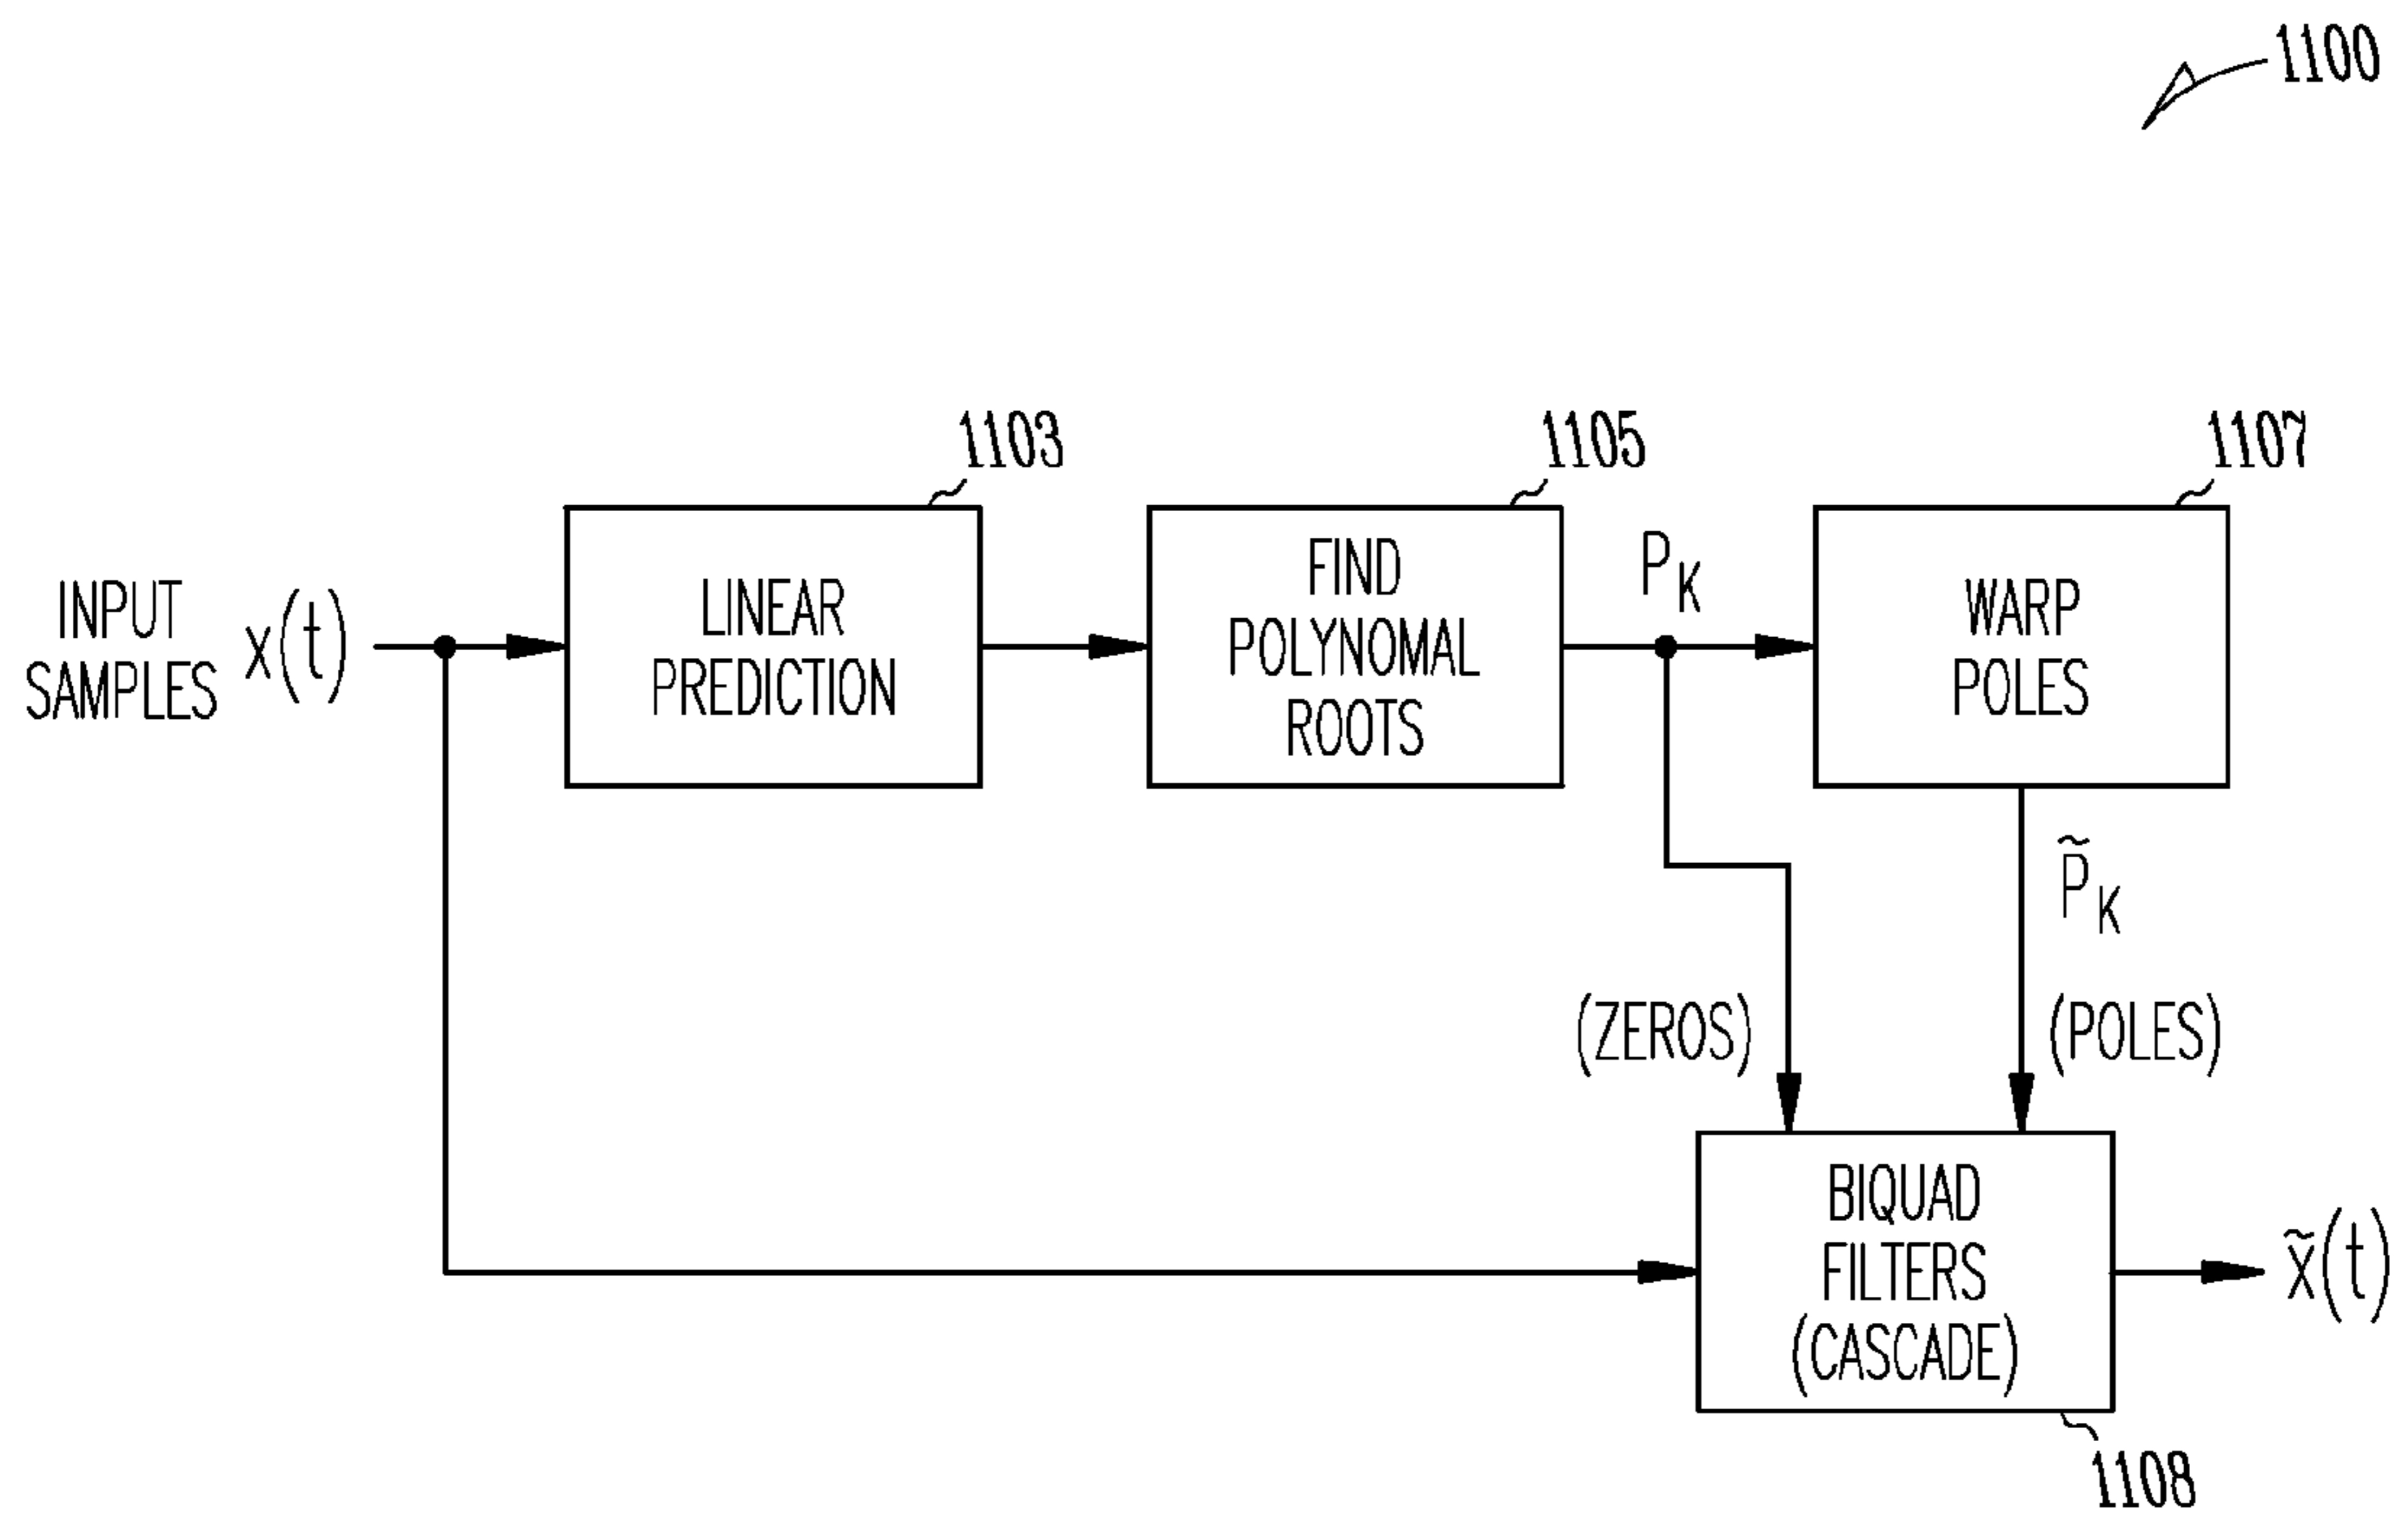 1100
1103
1105
1107
INPUT
SAMPLES
x(t)
LINEAR
PREDICTION
FIND
POLYNOMAL
ROOTS
P_K
WARP
POLES
P̃_K
(ZEROS)
(POLES)
BIQUAD
FILTERS
(CASCADE)
x̃(t)
1108